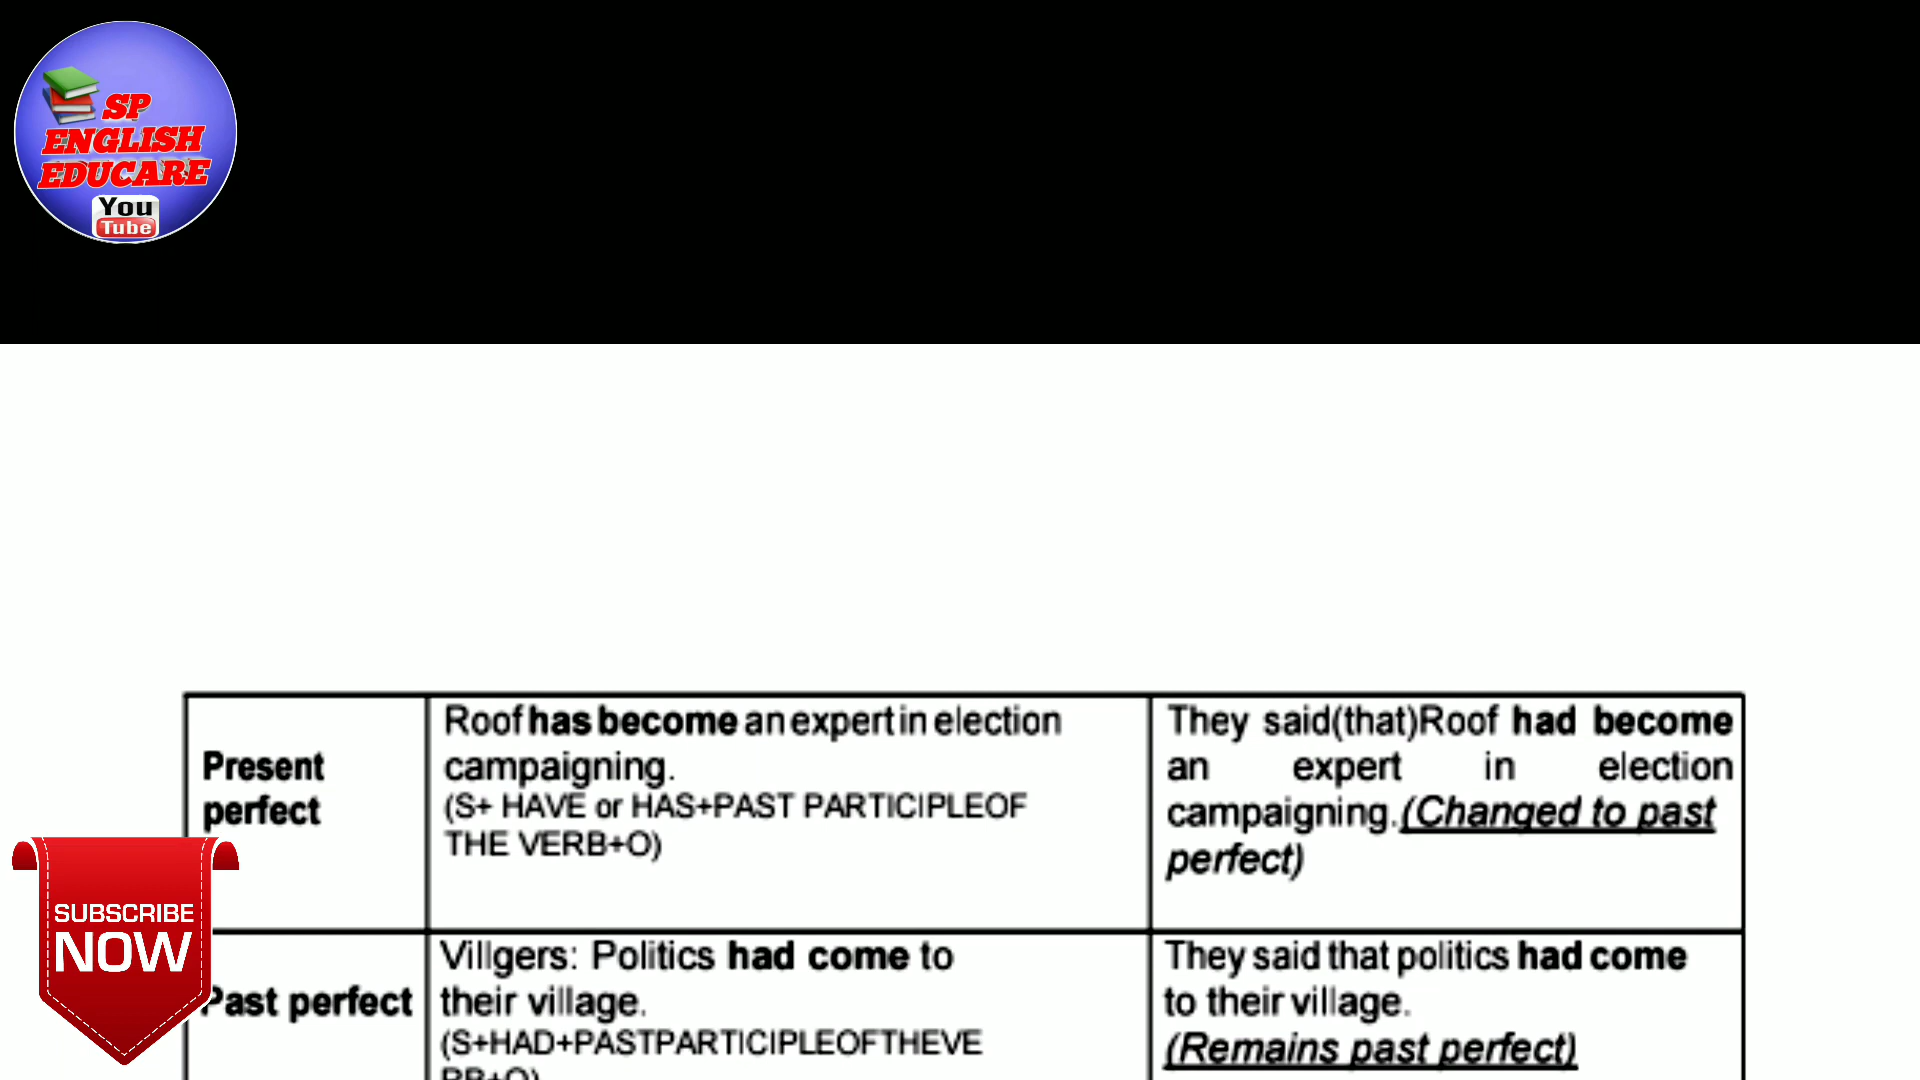 SP
ENGLISH
EDUCARE
You
Tube
Present
perfect
Roof has become an expert in election
campaigning.
(S+ HAVE or HAS+PAST PARTICIPLEOF
THE VERB+O)
They said(that)Roof had become
an expert in election
campaigning.(Changed to past
perfect)
SUBSCRIBE
NOW
Past perfect
Villgers: Politics had come to
their village.
(S+HAD+PASTPARTICIPLEOFTHEVE
RB+O)
They said that politics had come
to their village.
(Remains past perfect)